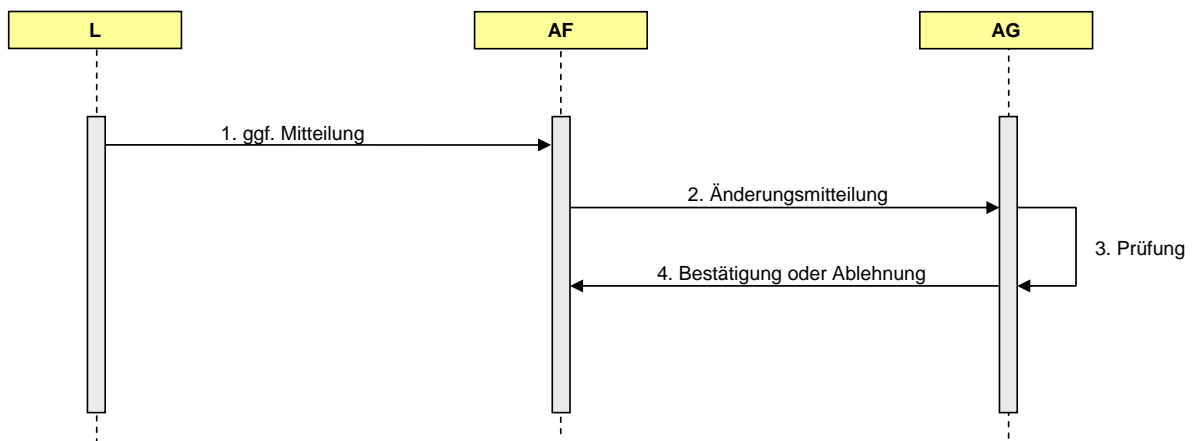 L
AF
AG
1. ggf. Mitteilung
2. Änderungsmitteilung
3. Prüfung
4. Bestätigung oder Ablehnung